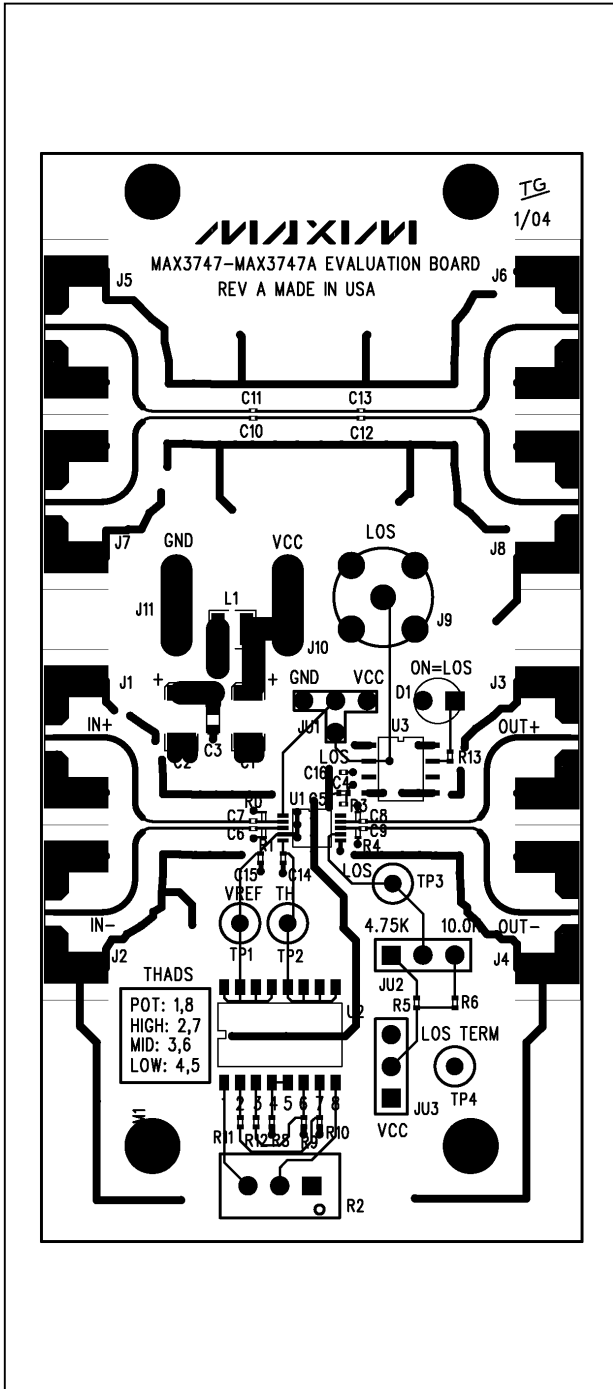 TG
1/04
MAXIM
MAX3747-MAX3747A EVALUATION BOARD
REV A MADE IN USA
J5
J6
C11
C13
C10
C12
J7
J8
GND
VCC
LOS
J11
L1
J10
J9
ON=LOS
J1
+
+
GND
VCC
D1
J3
IN+
JU1
U3
OUT+
C3
C2
C1
LOS
R13
C16
C4
R0
U1
C5
R3
C7
C8
C6
C9
R1
R4
C15
C14
LOS
VREF
TH
TP3
IN-
4.75K
10.0K
OUT-
J2
TP1
TP2
J4
THADS
JU2
POT: 1,8
HIGH: 2,7
MID: 3,6
LOW: 4,5
U2
R5
R6
LOS TERM
TP4
JU3
VCC
1 2 3 4 5 6 7 8
M1
R11
R12
R8
R9
R10
R2